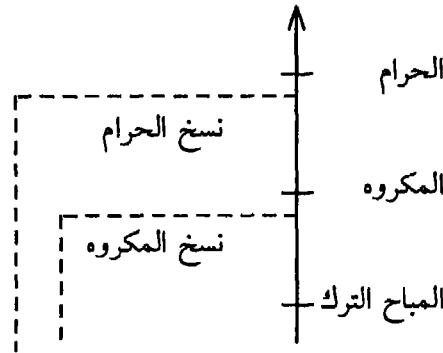 الحرام
نسخ الحرام
المكروه
نسخ المكروه
المباح الترك